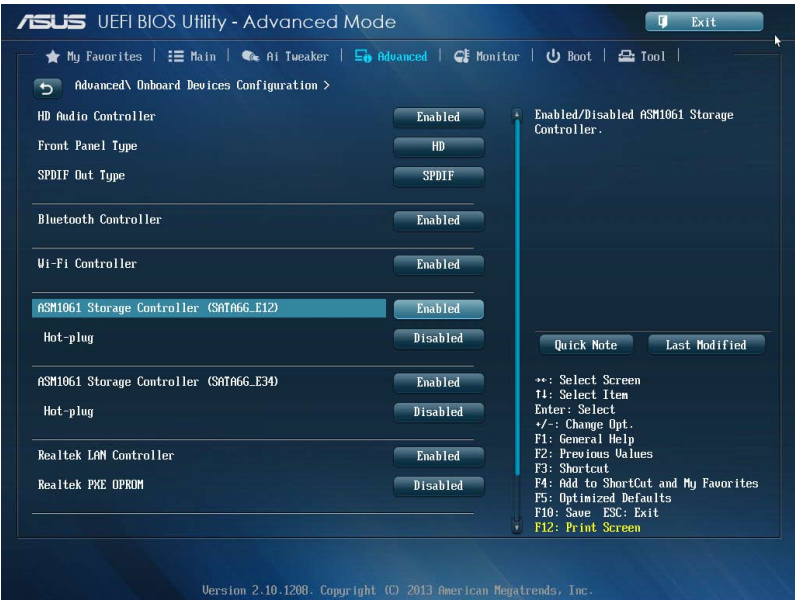 ASUS UEFI BIOS Utility - Advanced Mode
Exit
My Favorites | Main | Ai Tweaker | Advanced | Monitor | Boot | Tool |
Advanced\ Onboard Devices Configuration >
HD Audio Controller Enabled
Front Panel Type HD
SPDIF Out Type SPDIF
Bluetooth Controller Enabled
Wi-Fi Controller Enabled
ASM1061 Storage Controller (SATA6G_E12) Enabled
Hot-plug Disabled
ASM1061 Storage Controller (SATA6G_E34) Enabled
Hot-plug Disabled
Realtek LAN Controller Enabled
Realtek PXE OPROM Disabled
Enabled/Disabled ASM1061 Storage
Controller.
Quick Note Last Modified
→←: Select Screen
↑↓: Select Item
Enter: Select
+/-: Change Opt.
F1: General Help
F2: Previous Values
F3: Shortcut
F4: Add to ShortCut and My Favorites
F5: Optimized Defaults
F10: Save ESC: Exit
F12: Print Screen
Version 2.10.1208. Copyright (C) 2013 American Megatrends, Inc.